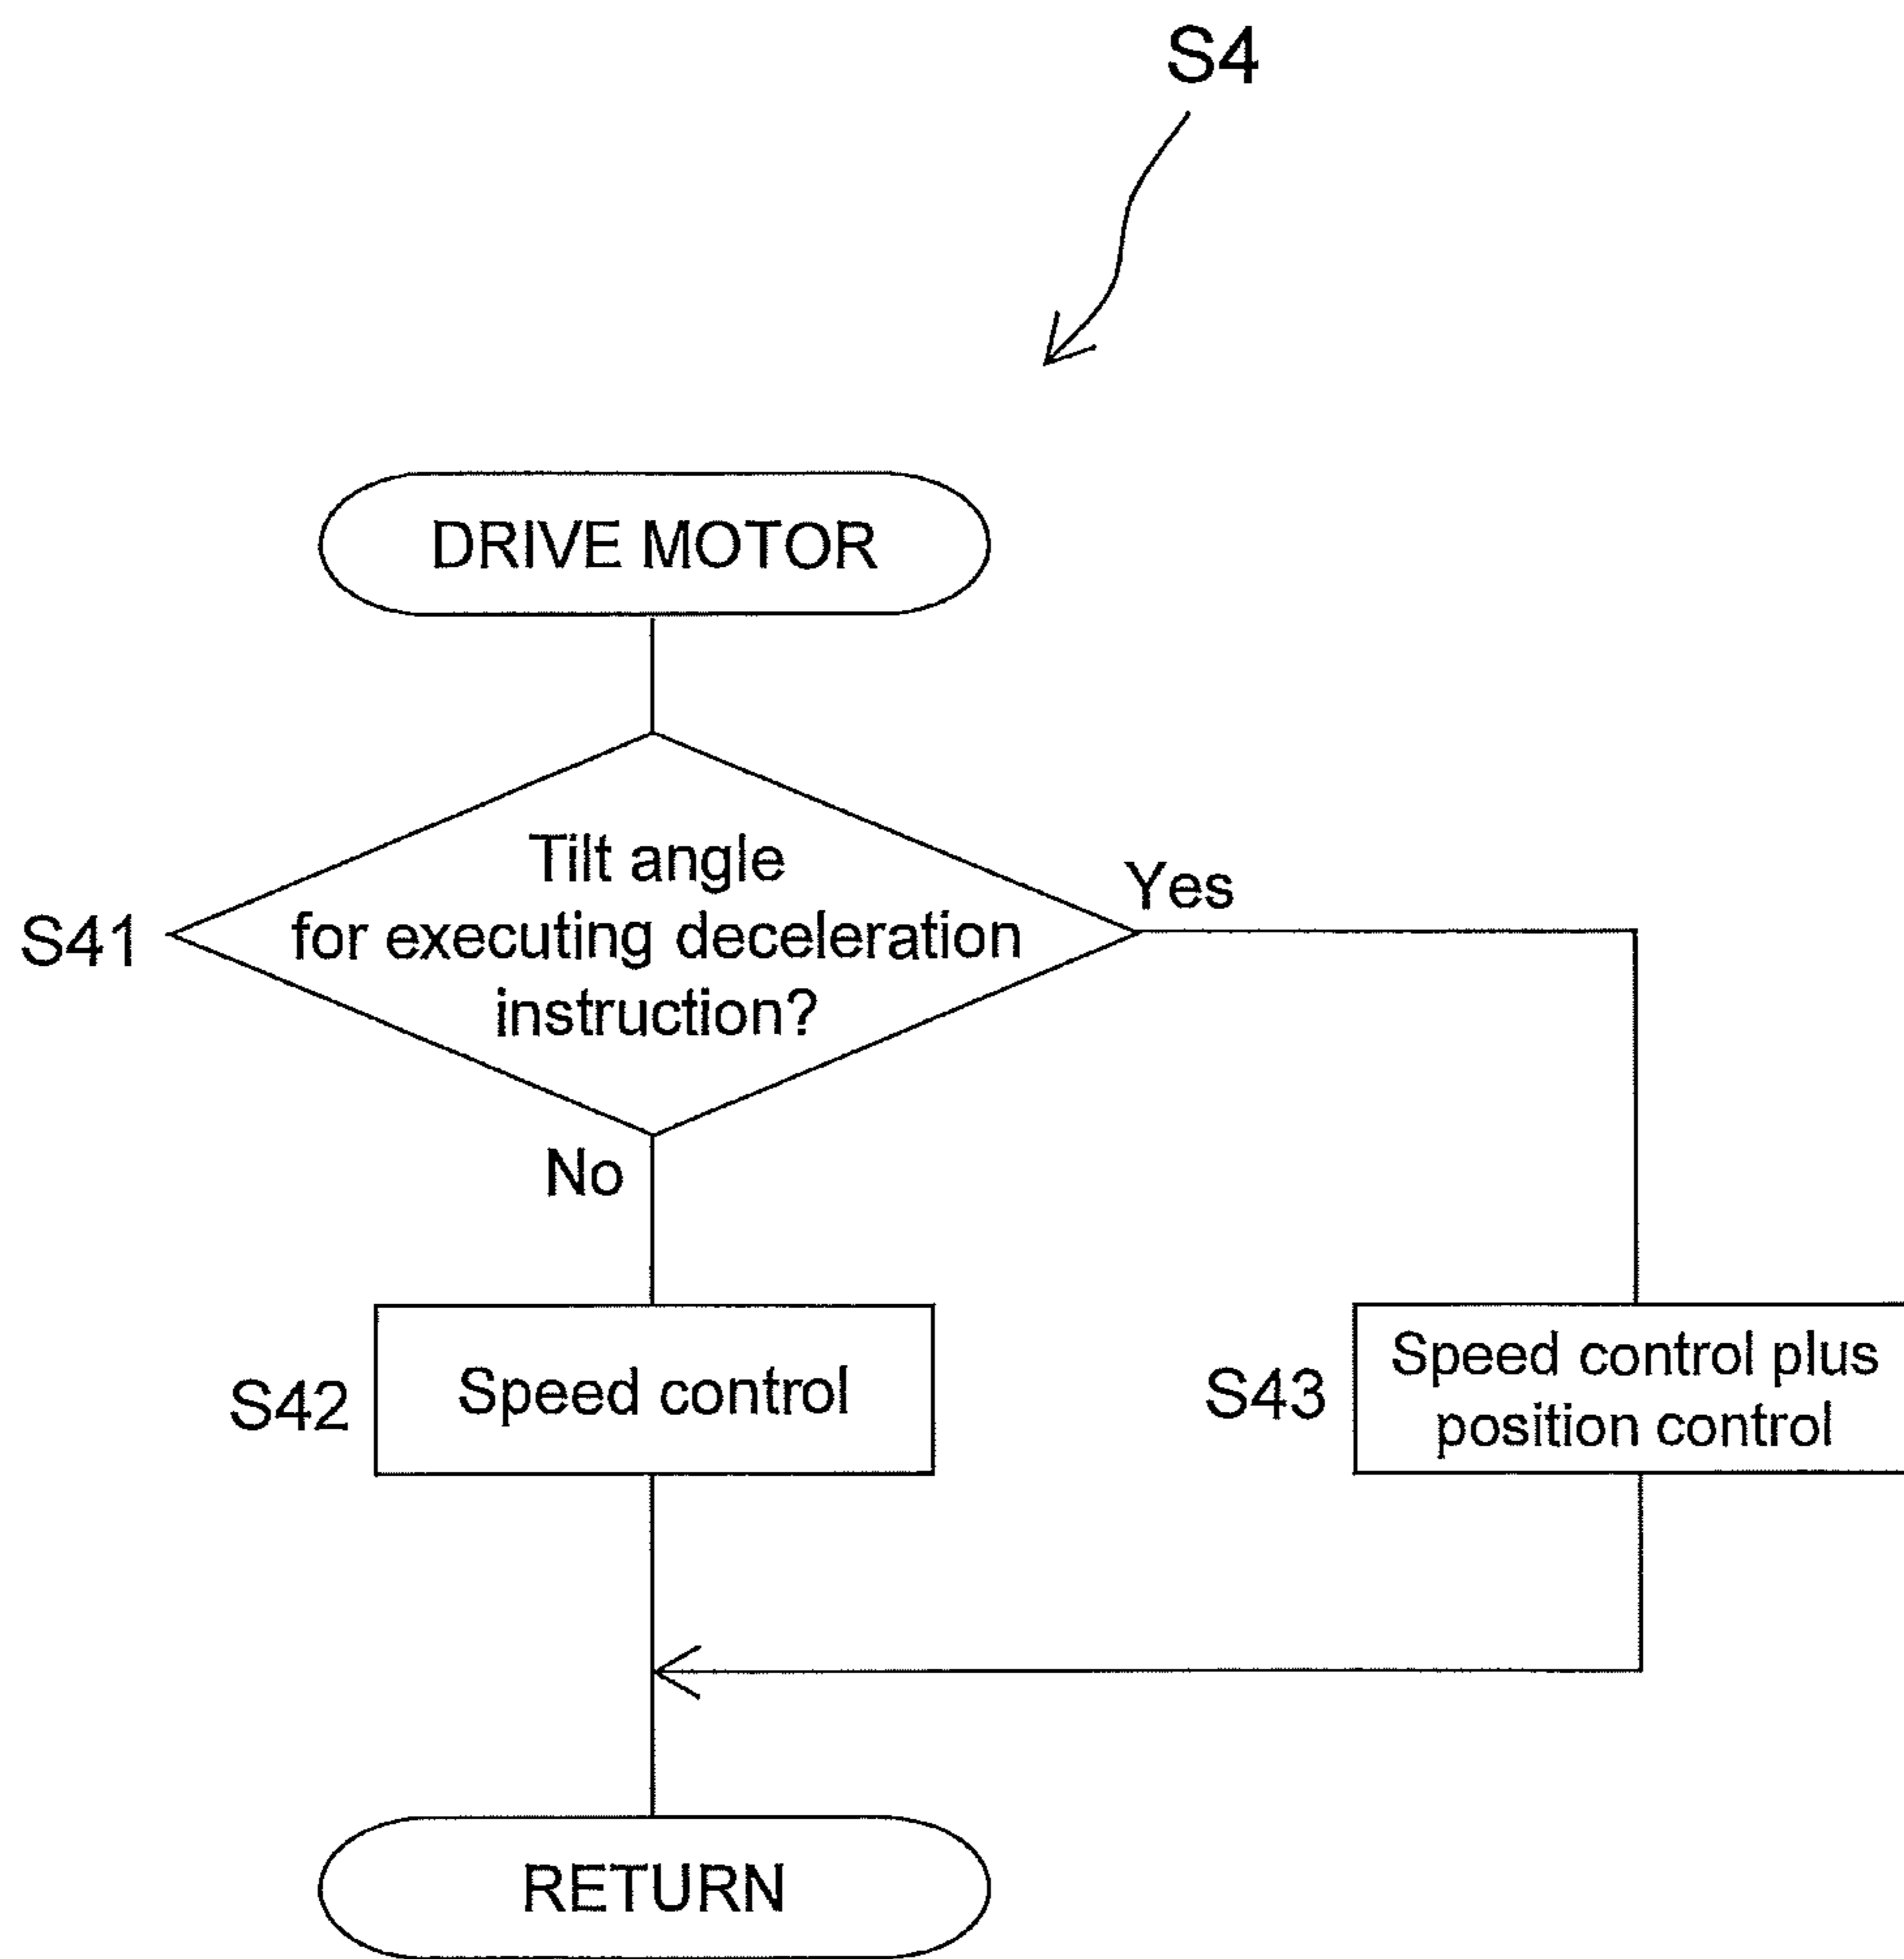 S4
DRIVE MOTOR
Tilt angle
for executing deceleration
instruction?
S41
Yes
No
S42
Speed control
S43
Speed control plus
position control
RETURN